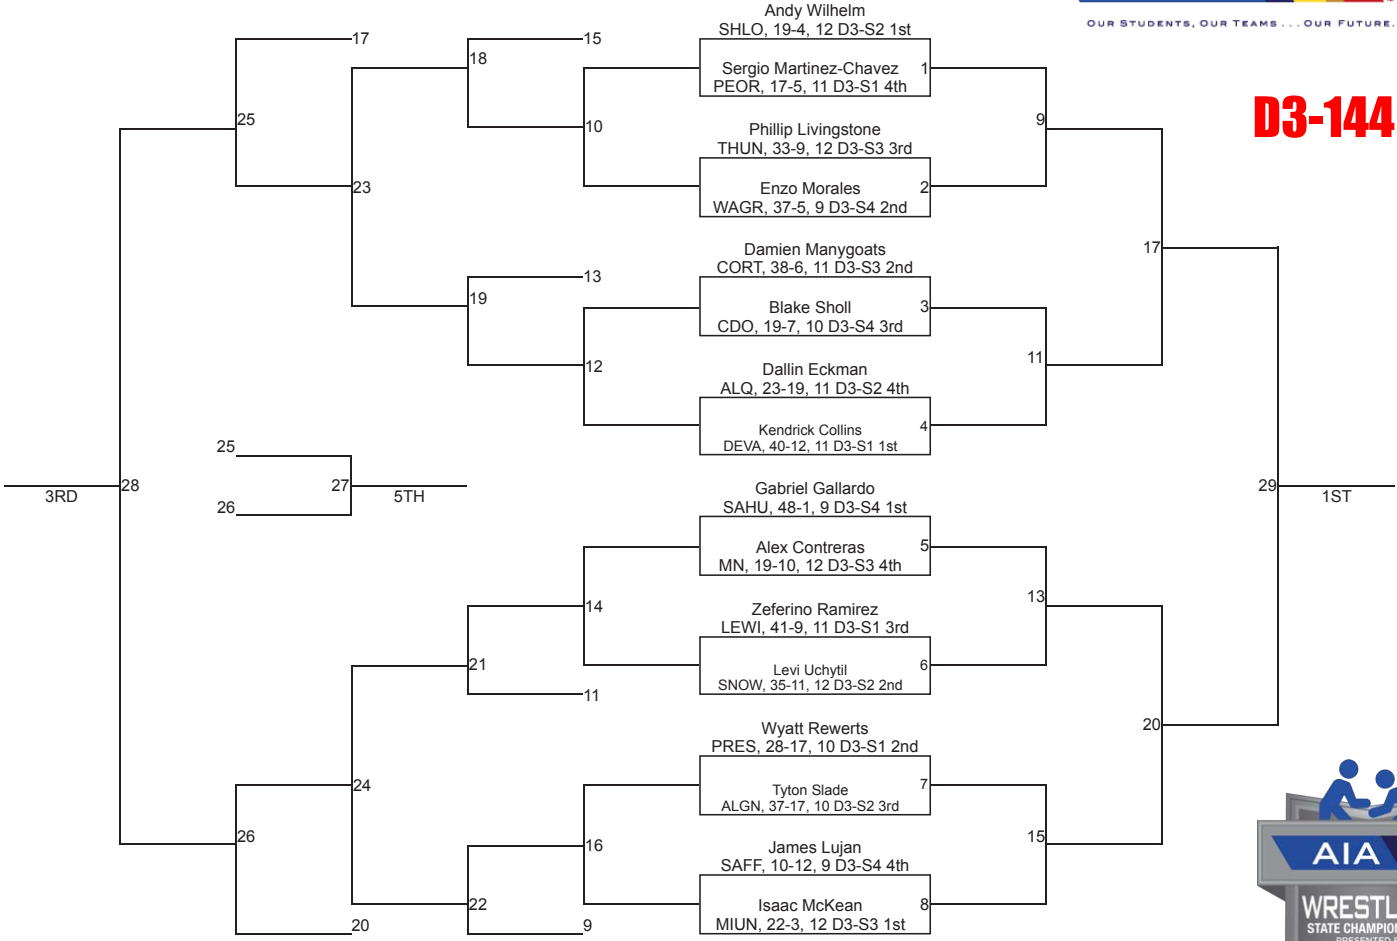 OUR STUDENTS, OUR TEAMS . . . OUR FUTURE.
D3-144
Andy Wilhelm
SHLO, 19-4, 12 D3-S2 1st
Sergio Martinez-Chavez 1
PEOR, 17-5, 11 D3-S1 4th
Phillip Livingstone
THUN, 33-9, 12 D3-S3 3rd
Enzo Morales 2
WAGR, 37-5, 9 D3-S4 2nd
Damien Manygoats
CORT, 38-6, 11 D3-S3 2nd
Blake Sholl 3
CDO, 19-7, 10 D3-S4 3rd
Dallin Eckman
ALQ, 23-19, 11 D3-S2 4th
Kendrick Collins 4
DEVA, 40-12, 11 D3-S1 1st
Gabriel Gallardo
SAHU, 48-1, 9 D3-S4 1st
Alex Contreras 5
MN, 19-10, 12 D3-S3 4th
Zeferino Ramirez
LEWI, 41-9, 11 D3-S1 3rd
Levi Uchytil 6
SNOW, 35-11, 12 D3-S2 2nd
Wyatt Rewerts
PRES, 28-17, 10 D3-S1 2nd
Tyton Slade 7
ALGN, 37-17, 10 D3-S2 3rd
James Lujan
SAFF, 10-12, 9 D3-S4 4th
Isaac McKean 8
MIUN, 22-3, 12 D3-S3 1st
9
11
13
15
17
20
29
1ST
15
10
13
12
14
11
16
9
18
19
21
22
17
23
24
20
25
26
25
26
27
5TH
28
3RD
AIA
WRESTL
STATE CHAMPIO
PRESENTED